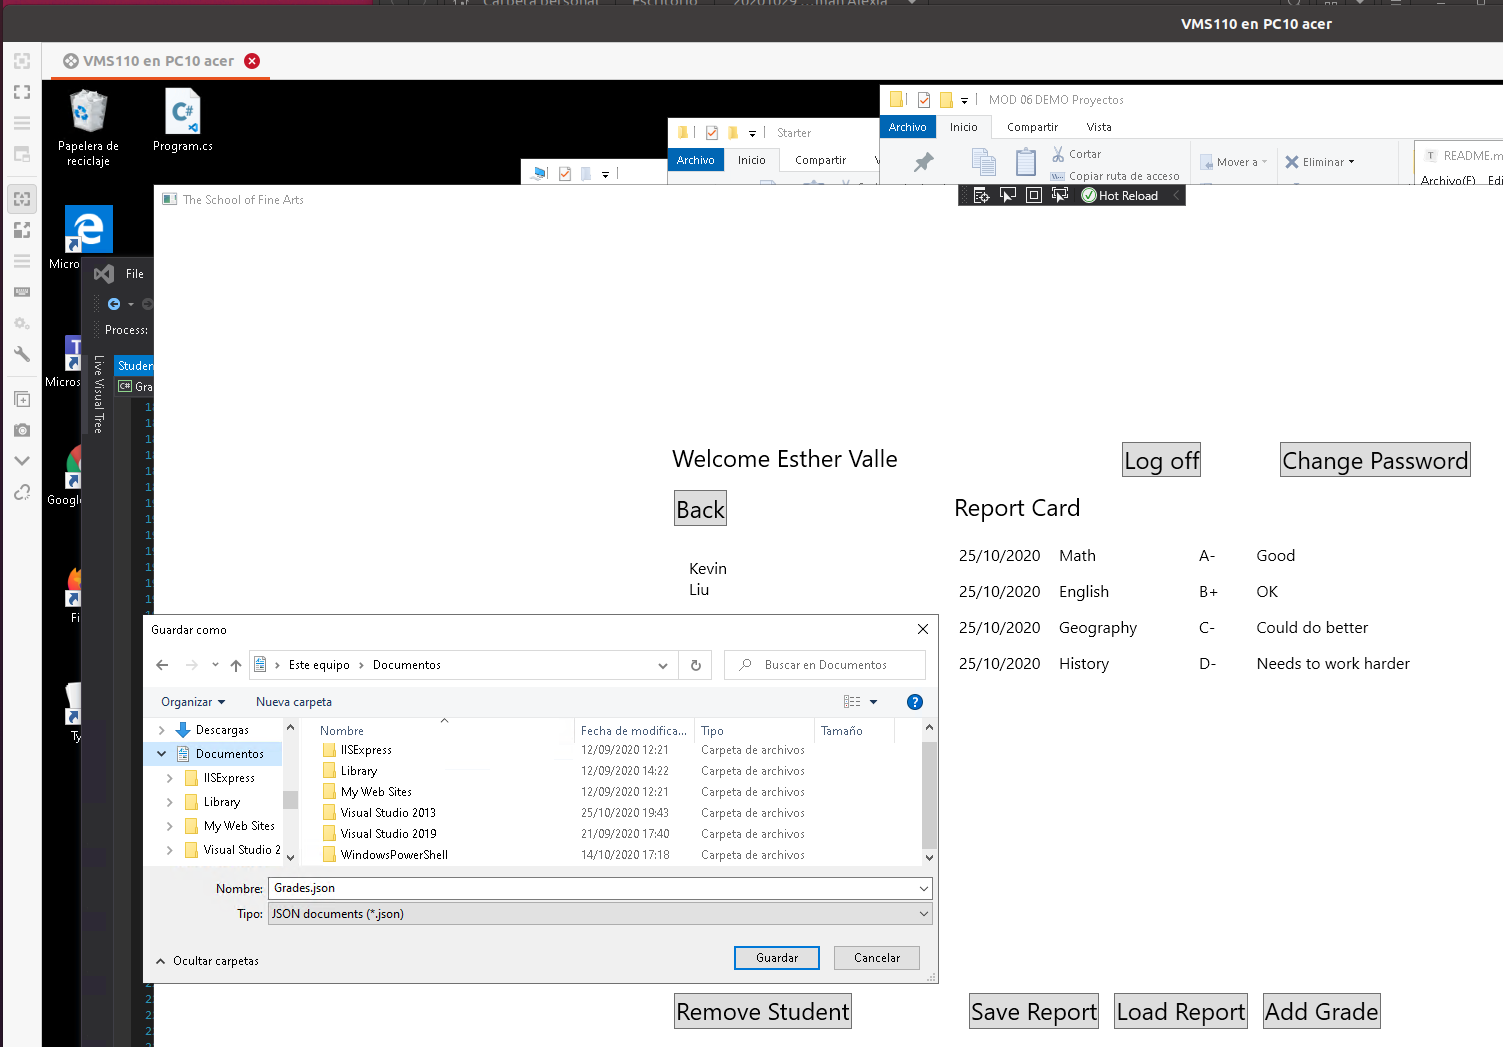 Carpeta personal
Escritorio
VMS110 en PC10 acer
VMS110 en PC10 acer
Papelera de
reciclaje
Program.cs
MOD 06 DEMO Proyectos
Archivo Inicio Compartir Vista
Cortar
Copiar ruta de acceso
Mover a
Eliminar
README.m
Archivo(F) Edi
Starter
Archivo Inicio Compartir V
The School of Fine Arts
Hot Reload
Micro
File
Process:
Live Visual Tree
Studen
C# Gra
Micros
Google
Fi
Ty
Welcome Esther Valle
Log off
Change Password
Back
Report Card
Kevin
Liu
25/10/2020 Math A- Good
25/10/2020 English B+ OK
25/10/2020 Geography C- Could do better
25/10/2020 History D- Needs to work harder
Guardar como
Este equipo > Documentos
Buscar en Documentos
Organizar Nueva carpeta
Descargas
Documentos
IISExpress
Library
My Web Sites
Visual Studio 2
Nombre Fecha de modifica... Tipo Tamaño
IISExpress 12/09/2020 12:21 Carpeta de archivos
Library 12/09/2020 14:22 Carpeta de archivos
My Web Sites 12/09/2020 12:21 Carpeta de archivos
Visual Studio 2013 25/10/2020 19:43 Carpeta de archivos
Visual Studio 2019 21/09/2020 17:40 Carpeta de archivos
WindowsPowerShell 14/10/2020 17:18 Carpeta de archivos
Nombre: Grades.json
Tipo: JSON documents (*.json)
Ocultar carpetas
Guardar Cancelar
Remove Student
Save Report Load Report Add Grade